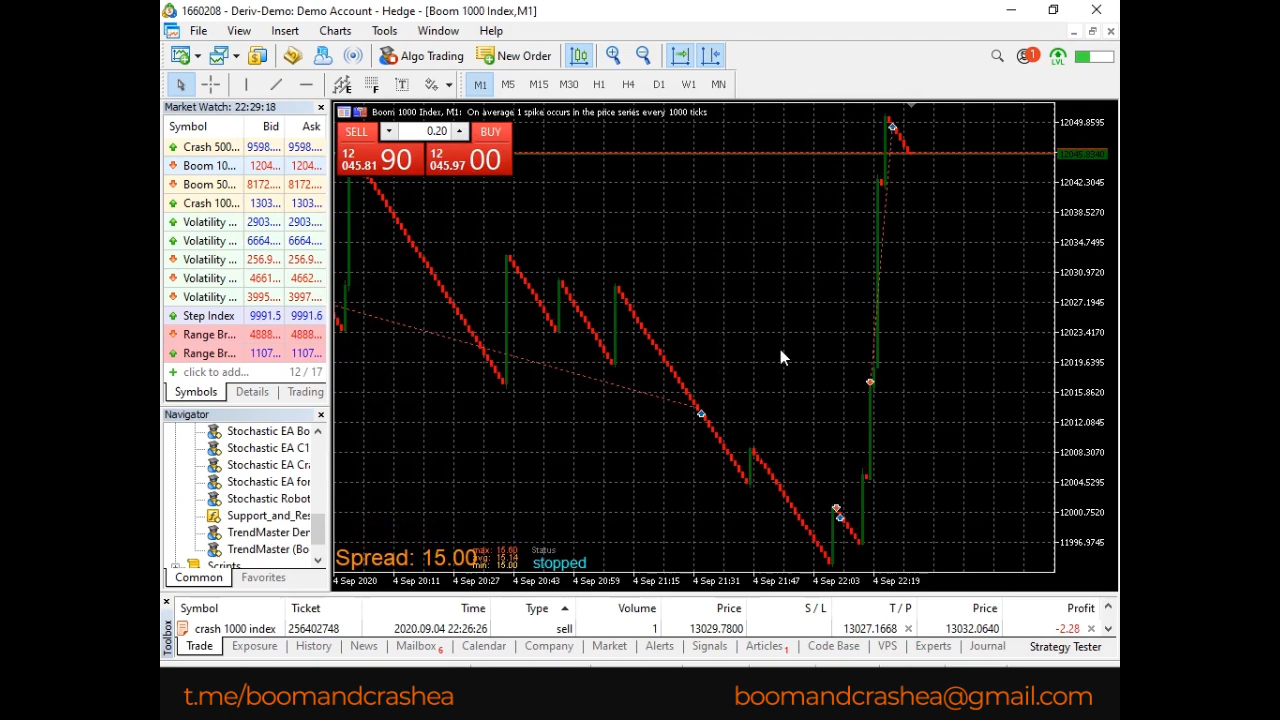 1660208 - Deriv-Demo: Demo Account - Hedge - [Boom 1000 Index,M1]
File View Insert Charts Tools Window Help
Algo Trading New Order 1 LVL
E F T M1 M5 M15 M30 H1 H4 D1 W1 MN
Market Watch: 22:29:18
Symbol Bid Ask
Crash 500... 9598.... 9598....
Boom 10... 1204... 1204...
Boom 50... 8172.... 8172....
Crash 100... 1303... 1303...
Volatility ... 2903.... 2903....
Volatility ... 6664.... 6664....
Volatility ... 256.9... 256.9...
Volatility ... 4661... 4662...
Volatility ... 3995.... 3997....
Step Index 9991.5 9991.6
Range Br... 4888... 4888...
Range Br... 1107... 1107...
click to add... 12 / 17
Symbols Details Trading
Navigator
Stochastic EA Bo
Stochastic EA C1
Stochastic EA Cra
Stochastic EA for
Stochastic Robot
Support_and_Res
TrendMaster Der
TrendMaster (Bo
Scripts
Common Favorites
Boom 1000 Index, M1: On average 1 spike occurs in the price series every 1000 ticks
SELL 0.20 BUY
12 045.81 90 12 045.97 00
12049.8595
12045.8340
12042.3045
12038.5270
12034.7495
12030.9720
12027.1945
12023.4170
12019.6395
12015.8620
12012.0845
12008.3070
12004.5295
12000.7520
11996.9745
Spread: 15.00
max: 15.60
avg: 15.14
min: 15.00
Status
stopped
4 Sep 2020 4 Sep 20:11 4 Sep 20:27 4 Sep 20:43 4 Sep 20:59 4 Sep 21:15 4 Sep 21:31 4 Sep 21:47 4 Sep 22:03 4 Sep 22:19
Toolbox
Symbol Ticket Time Type Volume Price S / L T / P Price Profit
crash 1000 index 256402748 2020.09.04 22:26:26 sell 1 13029.7800 13027.1668 13032.0640 -2.28
Trade Exposure History News Mailbox 6 Calendar Company Market Alerts Signals Articles 1 Code Base VPS Experts Journal Strategy Tester
t.me/boomandcrashea
boomandcrashea@gmail.com